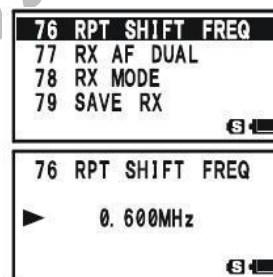 76 RPT SHIFT FREQ
77 RX AF DUAL
78 RX MODE
79 SAVE RX
S
76 RPT SHIFT FREQ
▶ 0.600MHz
S